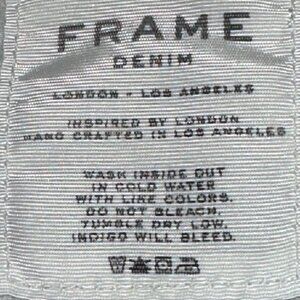 FRAME
DENIM
LONDON - LOS ANGELES
INSPIRED BY LONDON
HAND CRAFTED IN LOS ANGELES
WASH INSIDE OUT
IN COLD WATER
WITH LIKE COLORS.
DO NOT BLEACH.
TUMBLE DRY LOW.
INDIGO WILL BLEED.